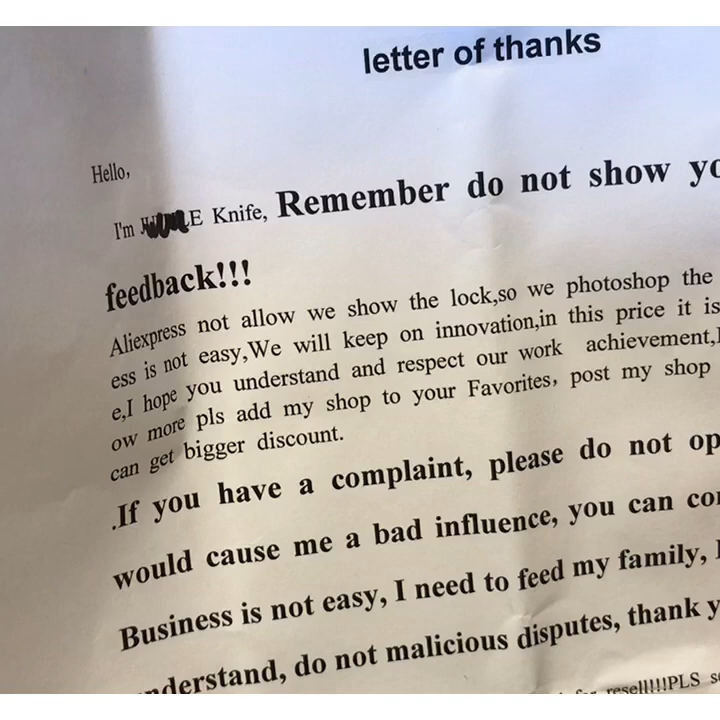 letter of thanks
Hello,
I'm E Knife, Remember do not show
feedback!!!
Aliexpress not allow we show the lock,so we photoshop the
ess is not easy,We will keep on innovation,in this price it is
e,I hope you understand and respect our work achievement,
ow more pls add my shop to your Favorites, post my shop
can get bigger discount.
.If you have a complaint, please do not op
would cause me a bad influence, you can
Business is not easy, I need to feed my family,
nderstand, do not malicious disputes, thank y
resell!!!!PLS